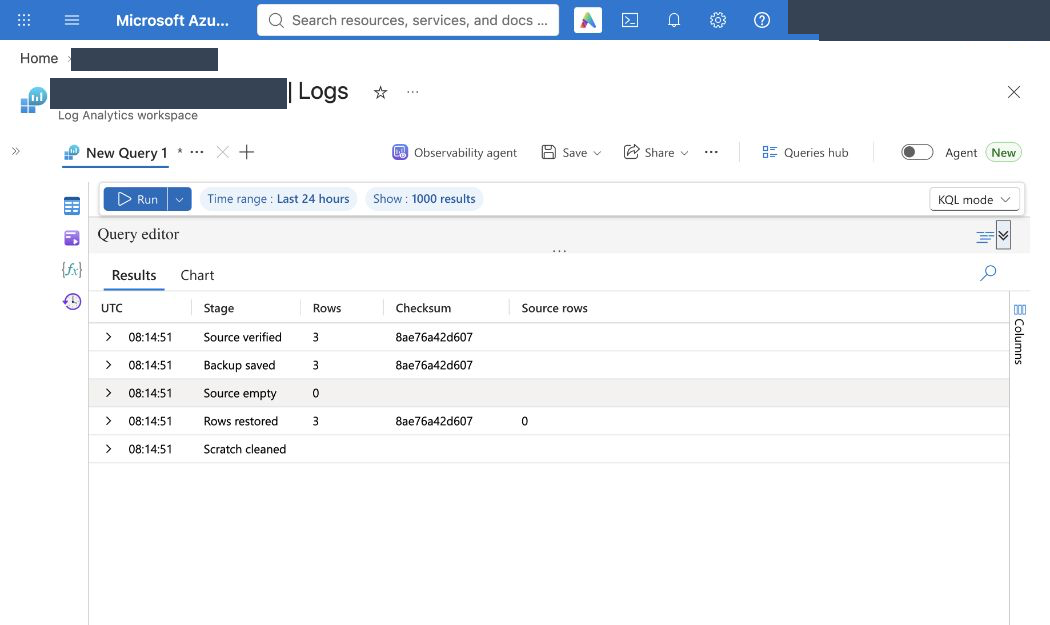 Microsoft Azu...
Search resources, services, and docs ...
Home
| Logs
Log Analytics workspace
New Query 1 *
Observability agent
Save
Share
Queries hub
Agent
New
Run
Time range : Last 24 hours
Show : 1000 results
KQL mode
Query editor
Results Chart
UTC Stage Rows Checksum Source rows
08:14:51 Source verified 3 8ae76a42d607
08:14:51 Backup saved 3 8ae76a42d607
08:14:51 Source empty 0
08:14:51 Rows restored 3 8ae76a42d607 0
08:14:51 Scratch cleaned
Columns